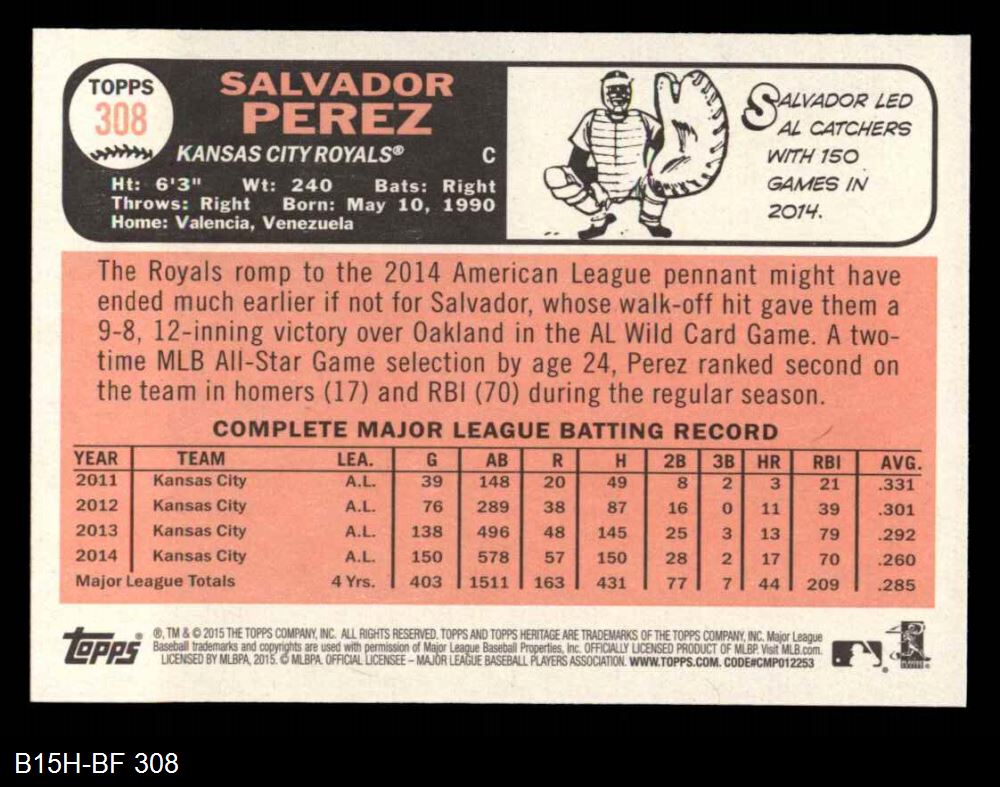 TOPPS
308
SALVADOR
PEREZ
KANSAS CITY ROYALS® C
Ht: 6'3" Wt: 240 Bats: Right
Throws: Right Born: May 10, 1990
Home: Valencia, Venezuela
SALVADOR LED
AL CATCHERS
WITH 150
GAMES IN
2014.
The Royals romp to the 2014 American League pennant might have
ended much earlier if not for Salvador, whose walk-off hit gave them a
9-8, 12-inning victory over Oakland in the AL Wild Card Game. A two-
time MLB All-Star Game selection by age 24, Perez ranked second on
the team in homers (17) and RBI (70) during the regular season.
COMPLETE MAJOR LEAGUE BATTING RECORD
YEAR TEAM LEA. G AB R H 2B 3B HR RBI AVG.
2011 Kansas City A.L. 39 148 20 49 8 2 3 21 .331
2012 Kansas City A.L. 76 289 38 87 16 0 11 39 .301
2013 Kansas City A.L. 138 496 48 145 25 3 13 79 .292
2014 Kansas City A.L. 150 578 57 150 28 2 17 70 .260
Major League Totals 4 Yrs. 403 1511 163 431 77 7 44 209 .285
topps
®, TM & © 2015 THE TOPPS COMPANY, INC. ALL RIGHTS RESERVED. TOPPS AND TOPPS HERITAGE ARE TRADEMARKS OF THE TOPPS COMPANY, INC. Major League
Baseball trademarks and copyrights are used with permission of Major League Baseball Properties, Inc. OFFICIALLY LICENSED PRODUCT OF MLBP. Visit MLB.com.
LICENSED BY MLBPA, 2015. © MLBPA. OFFICIAL LICENSEE – MAJOR LEAGUE BASEBALL PLAYERS ASSOCIATION. WWW.TOPPS.COM. CODE#CMP012253
B15H-BF 308